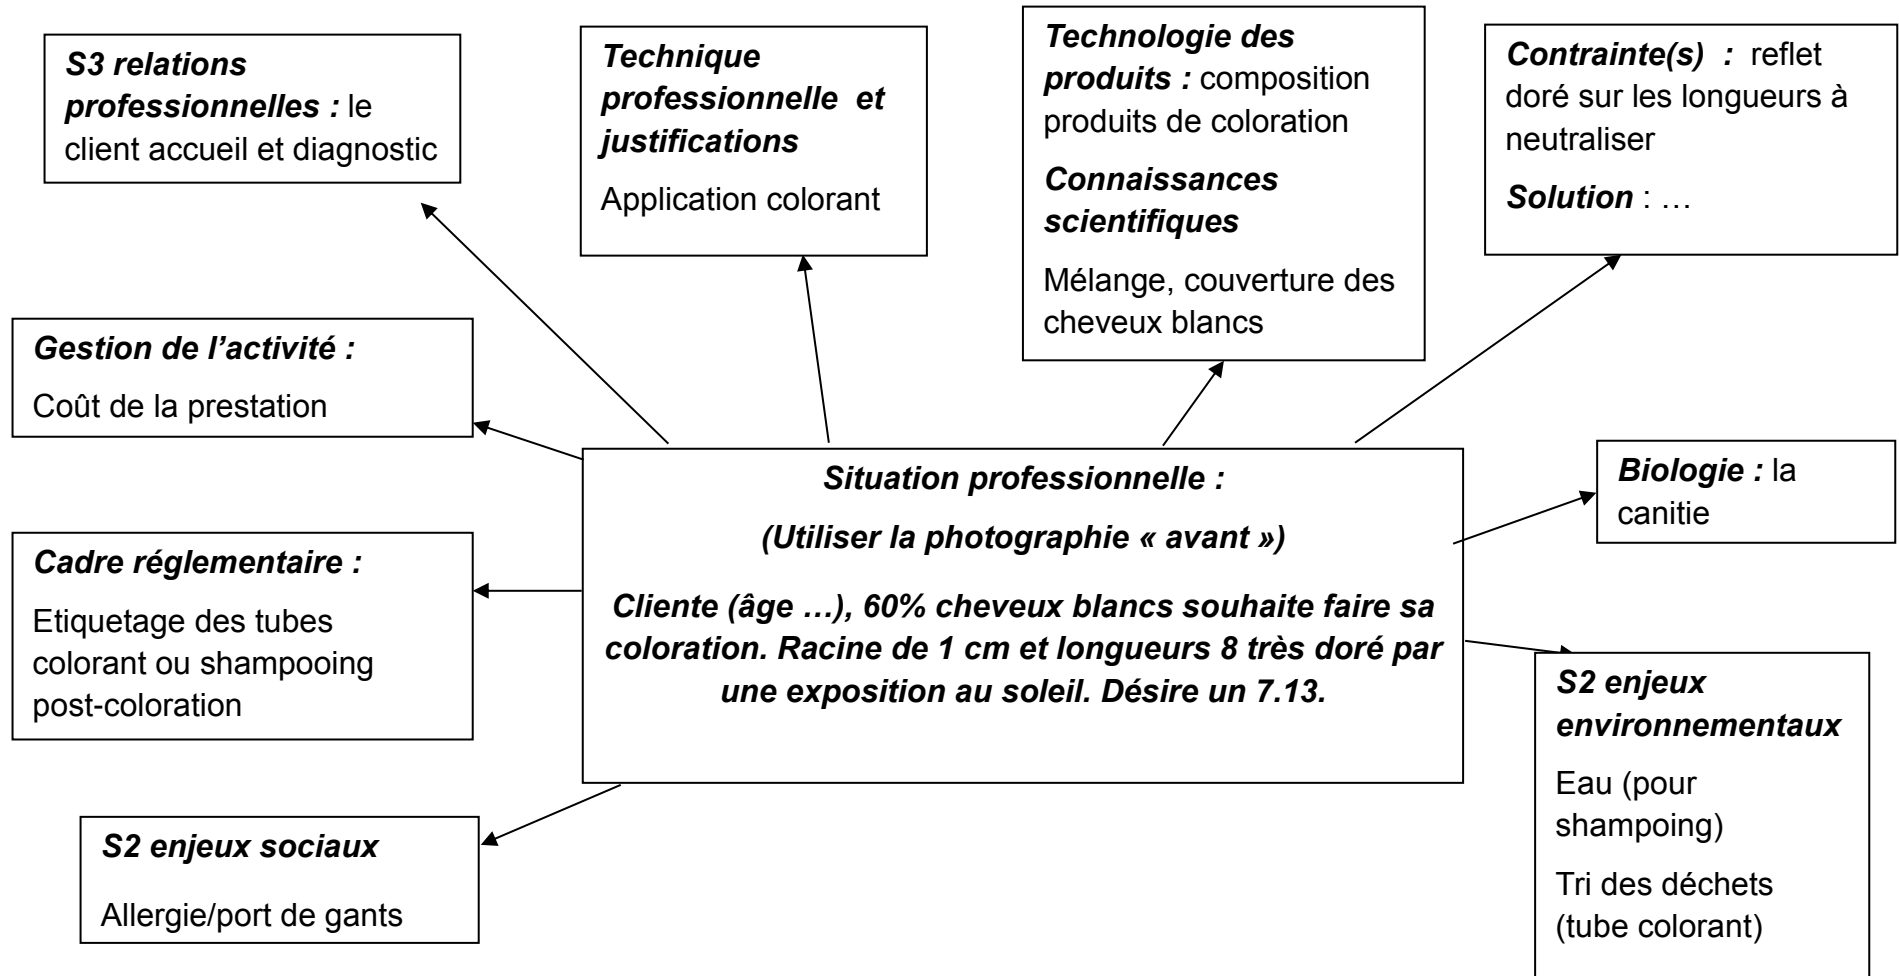 S3 relations
professionnelles : le
client accueil et diagnostic
Technique
professionnelle et
justifications
Application colorant
Technologie des
produits : composition
produits de coloration
Connaissances
scientifiques
Mélange, couverture des
cheveux blancs
Contrainte(s) : reflet
doré sur les longueurs à
neutraliser
Solution : …
Gestion de l’activité :
Coût de la prestation
Situation professionnelle :
(Utiliser la photographie « avant »)
Cliente (âge …), 60% cheveux blancs souhaite faire sa
coloration. Racine de 1 cm et longueurs 8 très doré par
une exposition au soleil. Désire un 7.13.
Biologie : la
canitie
Cadre réglementaire :
Etiquetage des tubes
colorant ou shampooing
post-coloration
S2 enjeux
environnementaux
Eau (pour
shampoing)
Tri des déchets
(tube colorant)
S2 enjeux sociaux
Allergie/port de gants